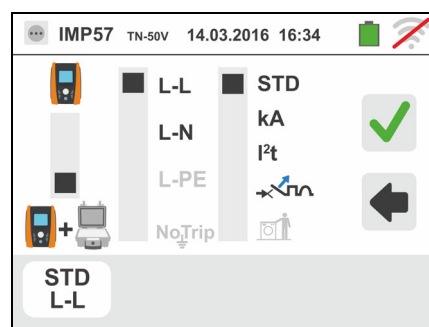 IMP57 TN-50V 14.03.2016 16:34
L-L STD
L-N kA
I²t
L-PE
NoTrip
+
STD
L-L